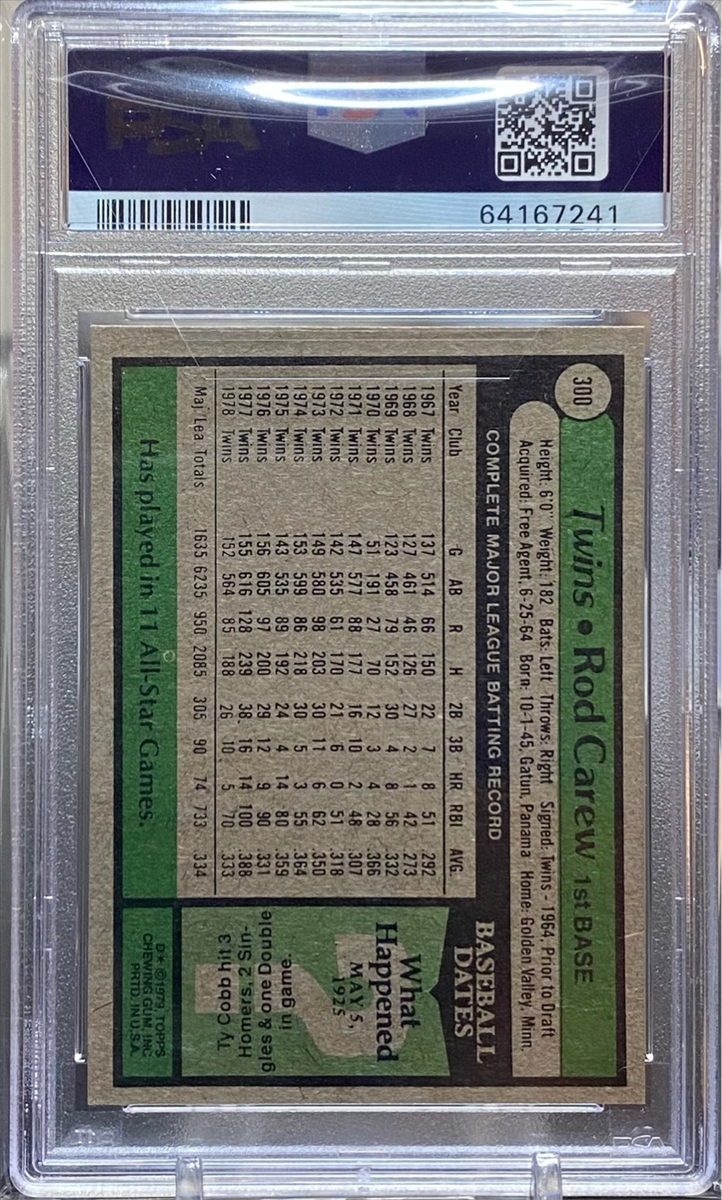 PSA
64167241
300
Twins • Rod Carew 1st BASE
Height: 6'0" Weight: 182 Bats: Left Throws: Right Signed: Twins - 1964, Prior to Draft
Acquired: Free Agent, 6-25-64 Born: 10-1-45, Gatun, Panama Home: Golden Valley, Minn.
COMPLETE MAJOR LEAGUE BATTING RECORD
Year Club G AB R H 2B 3B HR RBI AVG.
1967 Twins 137 514 66 150 22 7 8 51 .292
1968 Twins 127 461 46 126 27 2 1 42 .273
1969 Twins 123 458 79 152 30 4 8 56 .332
1970 Twins 51 191 27 70 12 3 4 28 .366
1971 Twins 147 577 88 177 16 10 2 48 .307
1972 Twins 142 535 61 170 21 6 0 51 .318
1973 Twins 149 580 98 203 30 11 6 62 .350
1974 Twins 153 599 86 218 30 5 3 55 .364
1975 Twins 143 535 89 192 24 4 14 80 .359
1976 Twins 156 605 97 200 29 12 9 90 .331
1977 Twins 155 616 128 239 38 16 14 100 .388
1978 Twins 152 564 85 188 26 10 5 70 .333
Maj. Lea. Totals 1635 6235 950 2085 305 90 74 733 .334
Has played in 11 All-Star Games.
BASEBALL
DATES
What
Happened
MAY 5,
1925
Ty Cobb hit 3
Homers, 2 Sin-
gles & one Double
in game.
D* ©1979, TOPPS
CHEWING GUM, INC.
PRTD. IN U.S.A.
PSA